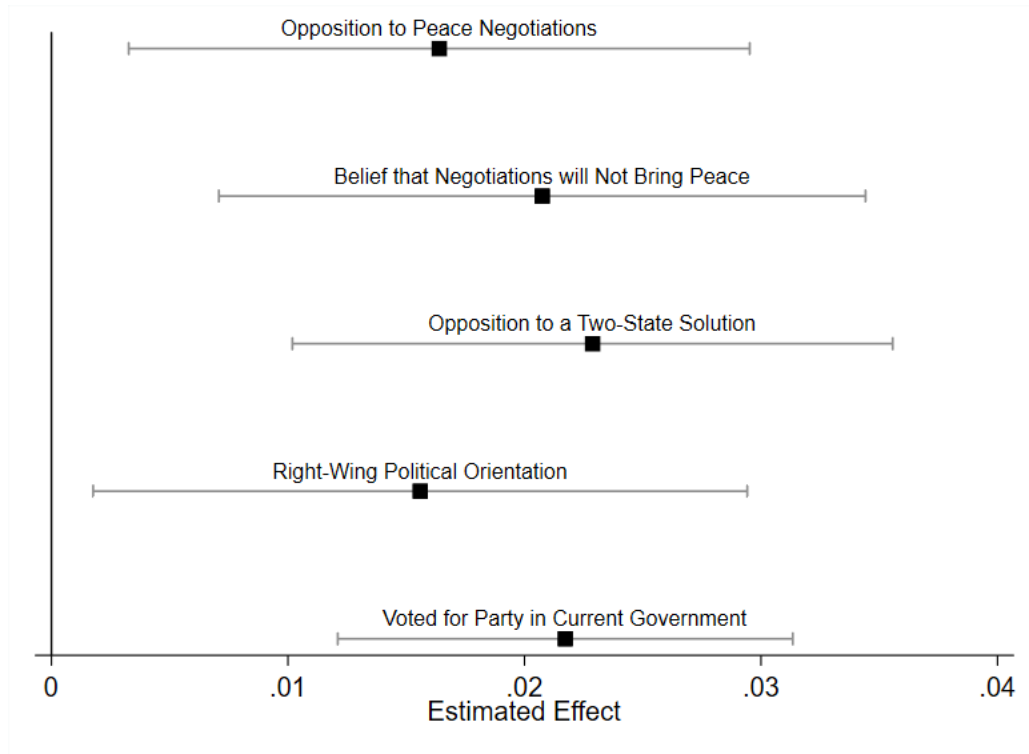 Opposition to Peace Negotiations
Belief that Negotiations will Not Bring Peace
Opposition to a Two-State Solution
Right-Wing Political Orientation
Voted for Party in Current Government
0 .01 .02 .03 .04
Estimated Effect